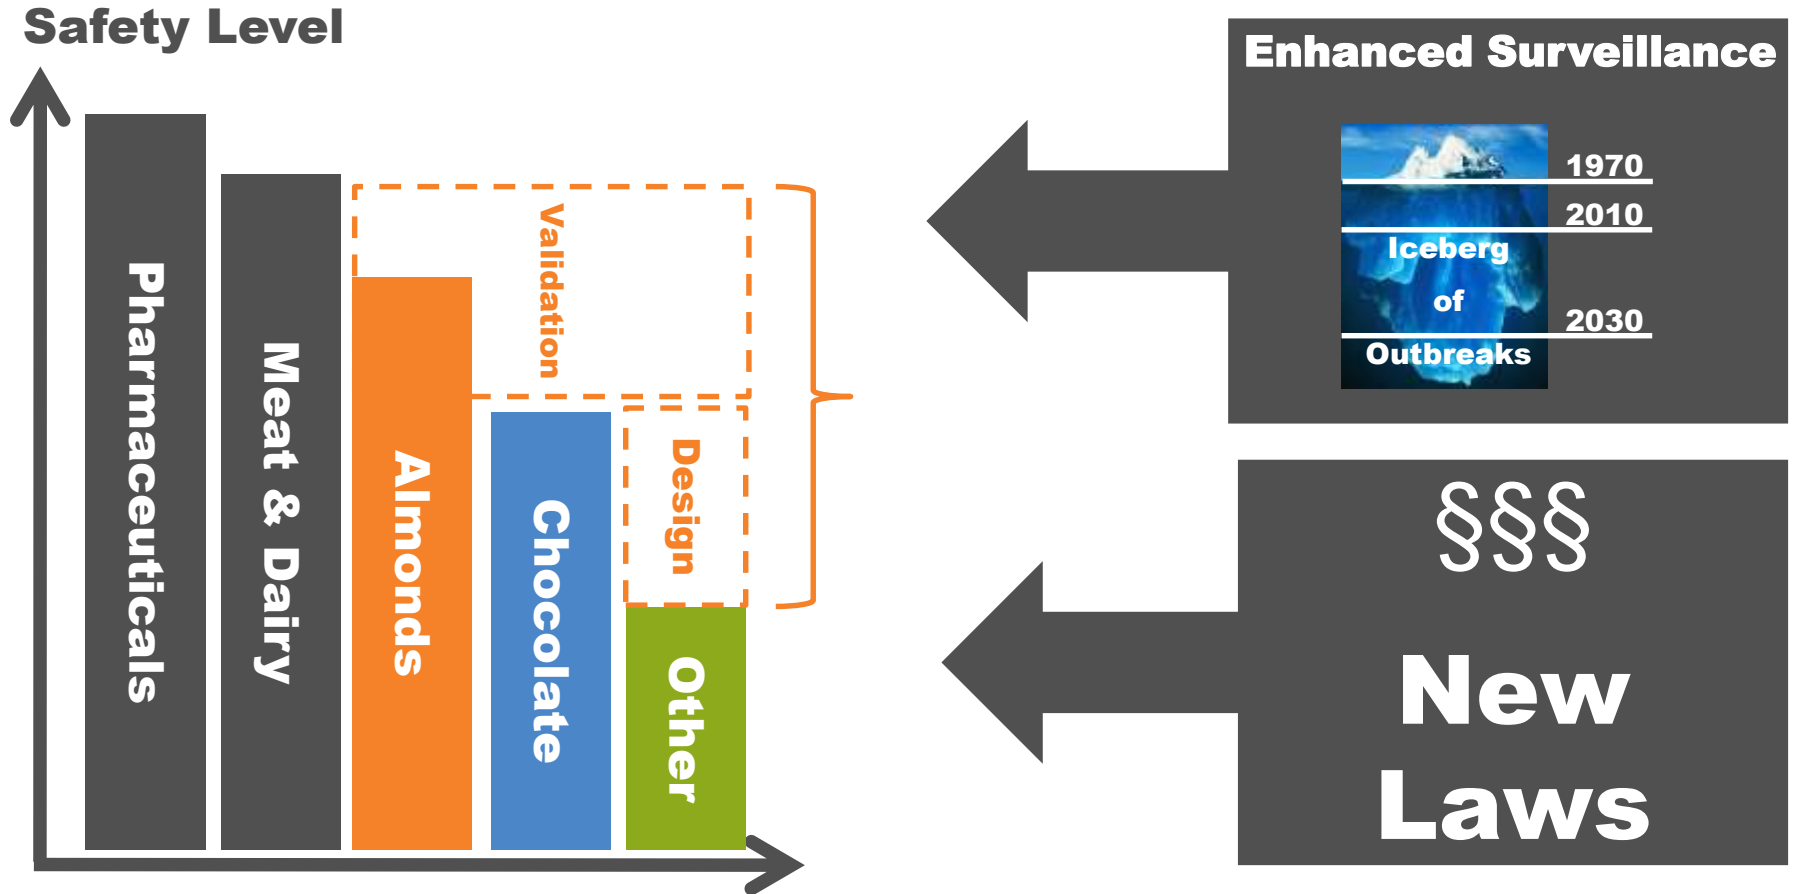 Safety Level
Pharmaceuticals
Meat & Dairy
Almonds
Validation
Chocolate
Design
Other
Enhanced Surveillance
1970
2010
Iceberg
of
2030
Outbreaks
§§§
New
Laws